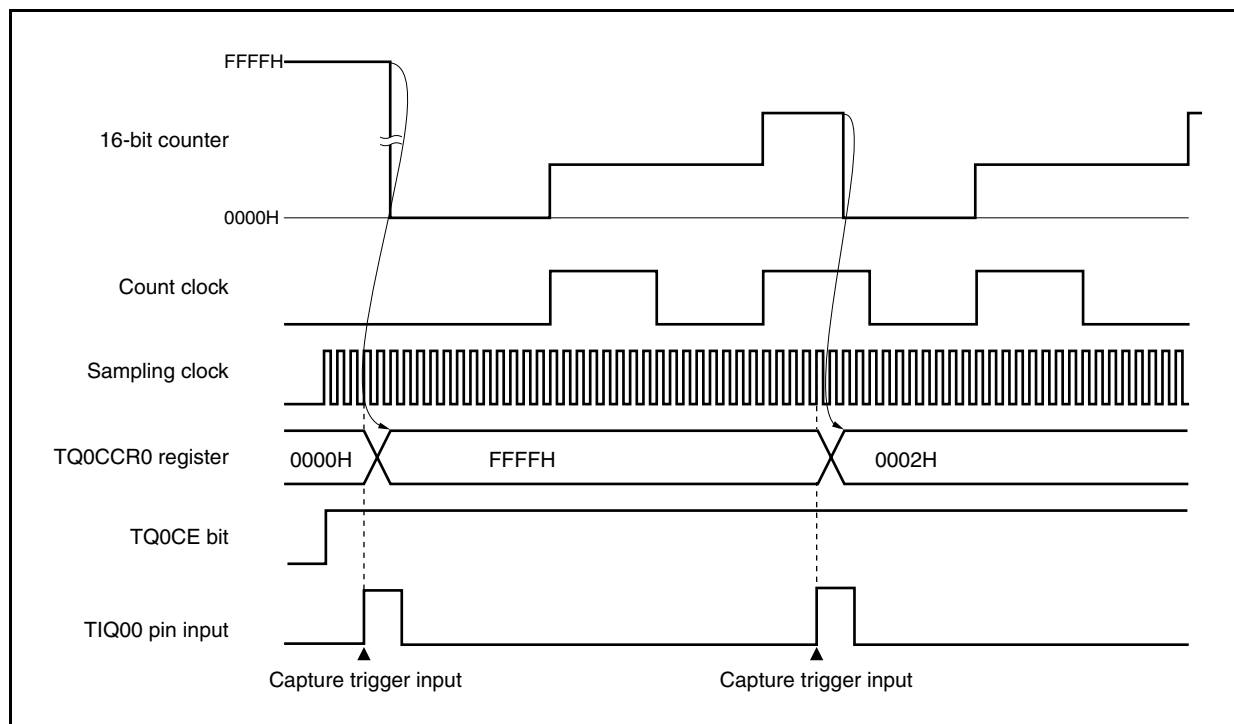 FFFFH
16-bit counter
0000H
Count clock
Sampling clock
TQ0CCR0 register
0000H
FFFFH
0002H
TQ0CE bit
TIQ00 pin input
Capture trigger input
Capture trigger input